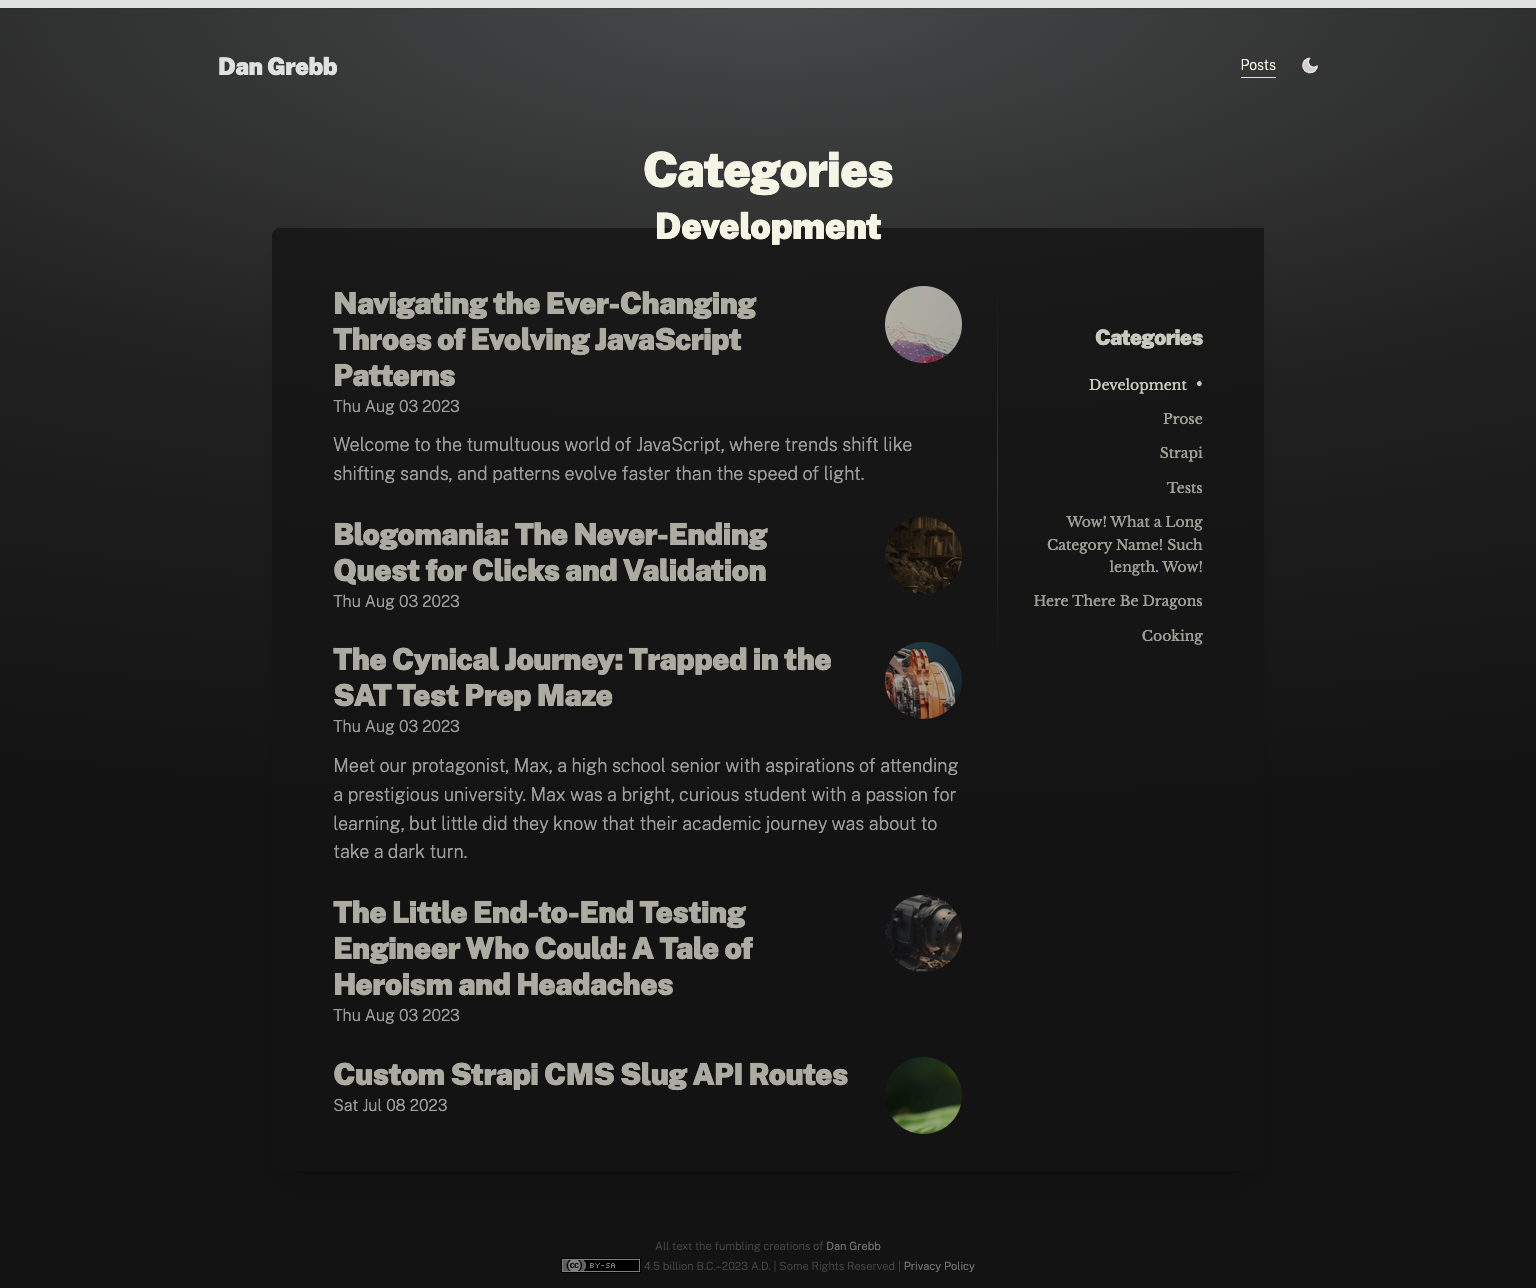 Dan Grebb
Posts
Categories
Development
Navigating the Ever-Changing
Throes of Evolving JavaScript
Patterns
Thu Aug 03 2023
Welcome to the tumultuous world of JavaScript, where trends shift like
shifting sands, and patterns evolve faster than the speed of light.
Blogomania: The Never-Ending
Quest for Clicks and Validation
Thu Aug 03 2023
The Cynical Journey: Trapped in the
SAT Test Prep Maze
Thu Aug 03 2023
Meet our protagonist, Max, a high school senior with aspirations of attending
a prestigious university. Max was a bright, curious student with a passion for
learning, but little did they know that their academic journey was about to
take a dark turn.
The Little End-to-End Testing
Engineer Who Could: A Tale of
Heroism and Headaches
Thu Aug 03 2023
Custom Strapi CMS Slug API Routes
Sat Jul 08 2023
Categories
Development •
Prose
Strapi
Tests
Wow! What a Long
Category Name! Such
length. Wow!
Here There Be Dragons
Cooking
All text the fumbling creations of Dan Grebb
cc BY-SA 4.5 billion B.C.–2023 A.D. | Some Rights Reserved | Privacy Policy